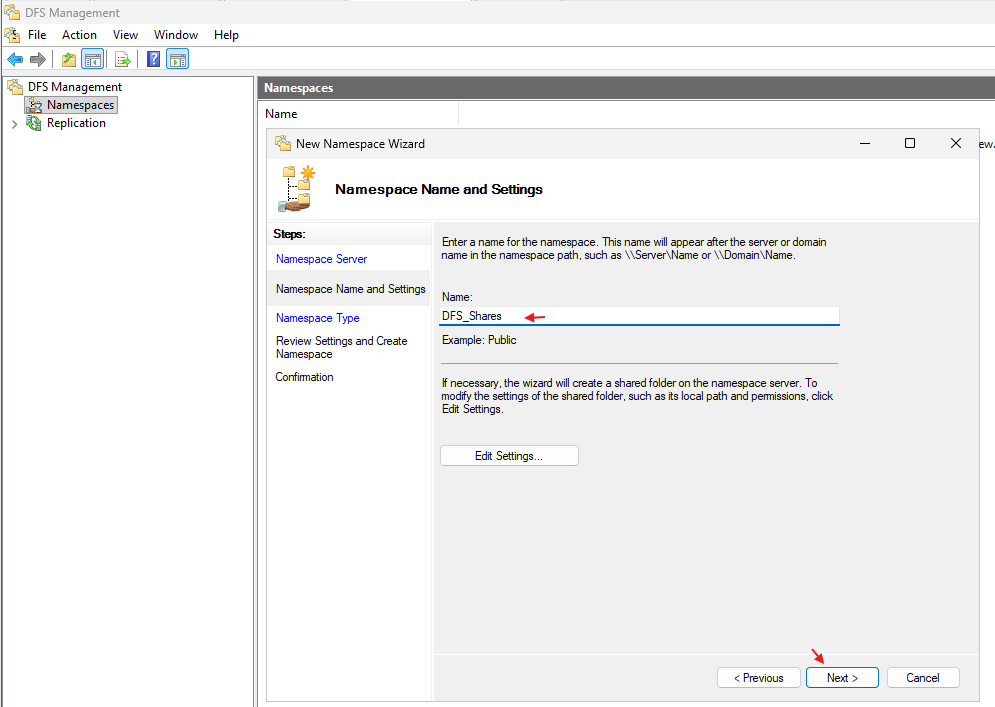 DFS Management
File Action View Window Help
DFS Management
Namespaces
Replication
Namespaces
Name
New Namespace Wizard
Namespace Name and Settings
Steps:
Namespace Server
Namespace Name and Settings
Namespace Type
Review Settings and Create
Namespace
Confirmation
Enter a name for the namespace. This name will appear after the server or domain
name in the namespace path, such as \\Server\Name or \\Domain\Name.
Name:
DFS_Shares
Example: Public
If necessary, the wizard will create a shared folder on the namespace server. To
modify the settings of the shared folder, such as its local path and permissions, click
Edit Settings.
Edit Settings...
< Previous
Next >
Cancel